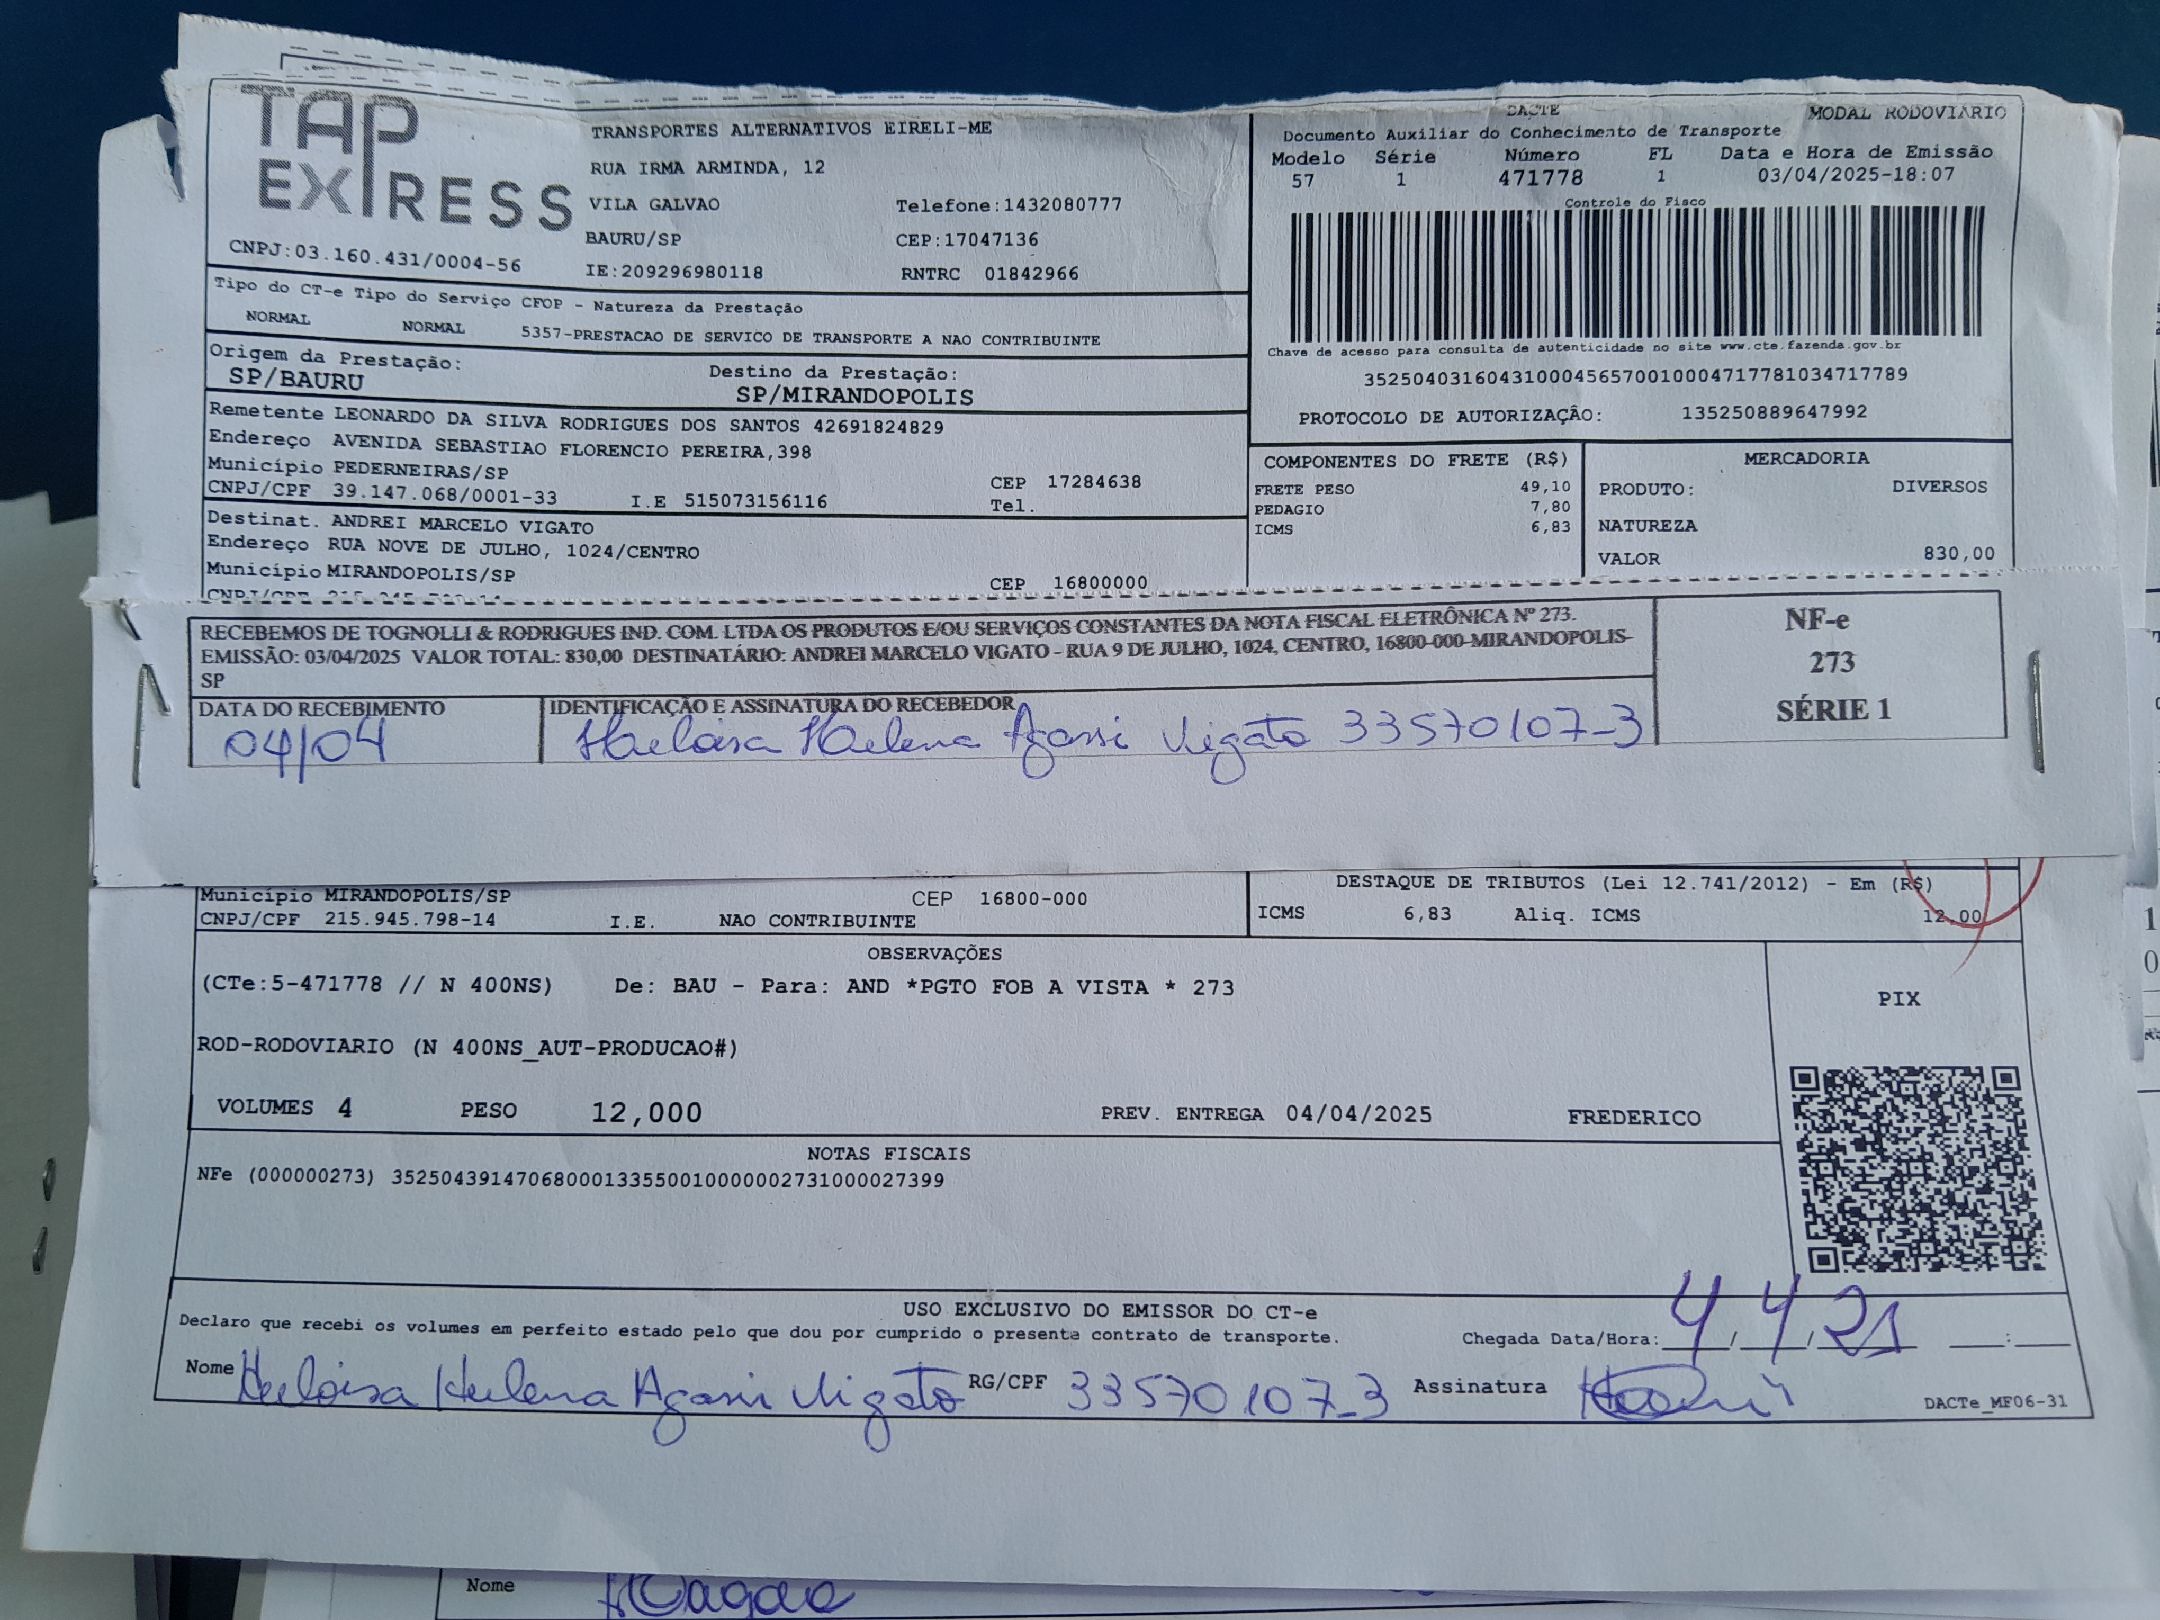 TAP EXPRESS
TRANSPORTES ALTERNATIVOS EIRELI-ME
RUA IRMA ARMINDA, 12
VILA GALVAO Telefone:1432080777
BAURU/SP CEP:17047136
CNPJ:03.160.431/0004-56 IE:209296980118 RNTRC 01842966
DACTE MODAL RODOVIÁRIO
Documento Auxiliar do Conhecimento de Transporte
Modelo Série Número FL Data e Hora de Emissão
57 1 471778 1 03/04/2025-18:07
Controle do Fisco
Chave de acesso para consulta de autenticidade no site www.cte.fazenda.gov.br
35250403160431000456570010004717781034717789
PROTOCOLO DE AUTORIZAÇÃO: 135250889647992
Tipo do CT-e Tipo do Serviço CFOP - Natureza da Prestação
NORMAL NORMAL 5357-PRESTACAO DE SERVICO DE TRANSPORTE A NAO CONTRIBUINTE
Origem da Prestação: Destino da Prestação:
SP/BAURU SP/MIRANDOPOLIS
Remetente LEONARDO DA SILVA RODRIGUES DOS SANTOS 42691824829
Endereço AVENIDA SEBASTIAO FLORENCIO PEREIRA,398
Município PEDERNEIRAS/SP CEP 17284638
CNPJ/CPF 39.147.068/0001-33 I.E 515073156116 Tel.
Destinat. ANDREI MARCELO VIGATO
Endereço RUA NOVE DE JULHO, 1024/CENTRO
Município MIRANDOPOLIS/SP CEP 16800000
COMPONENTES DO FRETE (R$)
FRETE PESO 49,10
PEDAGIO 7,80
ICMS 6,83
MERCADORIA
PRODUTO: DIVERSOS
NATUREZA
VALOR 830,00
RECEBEMOS DE TOGNOLLI & RODRIGUES IND. COM. LTDA OS PRODUTOS E/OU SERVIÇOS CONSTANTES DA NOTA FISCAL ELETRÔNICA Nº 273.
EMISSÃO: 03/04/2025 VALOR TOTAL: 830,00 DESTINATÁRIO: ANDREI MARCELO VIGATO - RUA 9 DE JULHO, 1024, CENTRO, 16800-000-MIRANDOPOLIS-
SP
NF-e
273
SÉRIE 1
DATA DO RECEBIMENTO IDENTIFICAÇÃO E ASSINATURA DO RECEBEDOR
04/04 Heloisa Helena Agassi Vigato 33570107-3
Município MIRANDOPOLIS/SP CEP 16800-000
CNPJ/CPF 215.945.798-14 I.E. NAO CONTRIBUINTE
DESTAQUE DE TRIBUTOS (Lei 12.741/2012) - Em (R$)
ICMS 6,83 Aliq. ICMS 12,00
OBSERVAÇÕES
(CTe:5-471778 // N 400NS) De: BAU - Para: AND *PGTO FOB A VISTA * 273
PIX
ROD-RODOVIARIO (N 400NS_AUT-PRODUCAO#)
VOLUMES 4 PESO 12,000 PREV. ENTREGA 04/04/2025 FREDERICO
NOTAS FISCAIS
NFe (000000273) 35250439147068000133550010000002731000027399
USO EXCLUSIVO DO EMISSOR DO CT-e
Declaro que recebi os volumes em perfeito estado pelo que dou por cumprido o presente contrato de transporte. Chegada Data/Hora: 4/4/21 :
Nome Heloisa Helena Agassi Vigato RG/CPF 33570107-3 Assinatura
DACTe_MF06-31
Nome